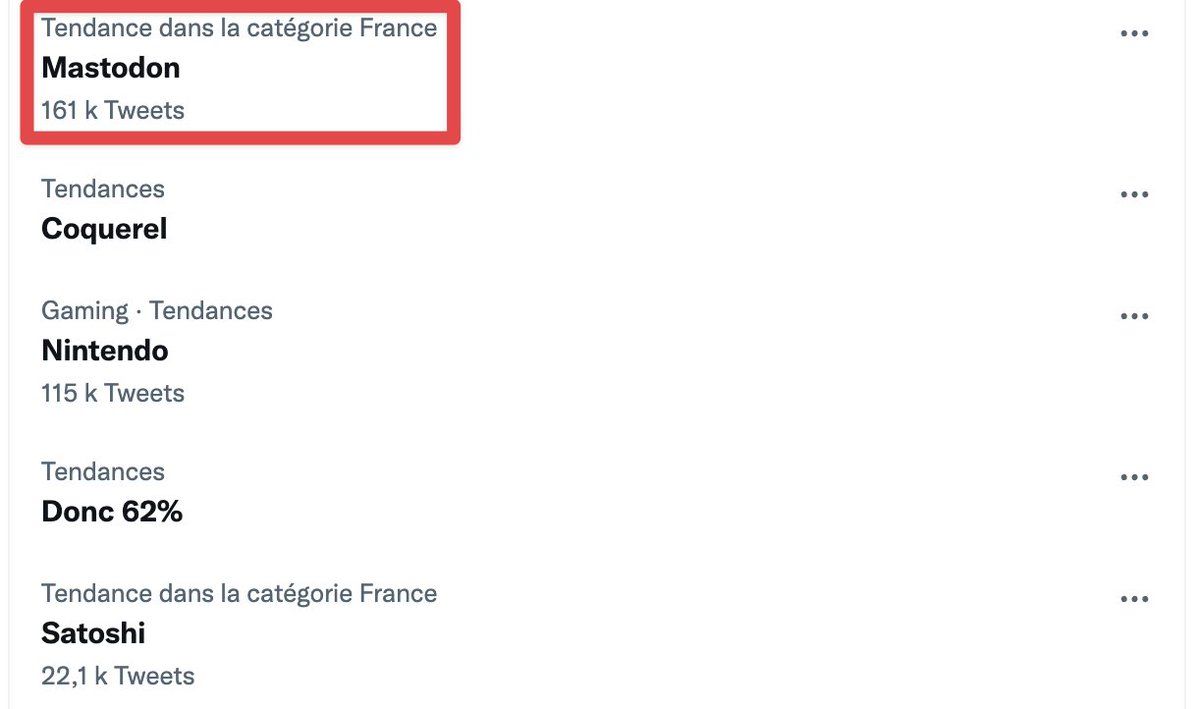 Tendance dans la catégorie France
Mastodon
161 k Tweets
Tendances
Coquerel
Gaming · Tendances
Nintendo
115 k Tweets
Tendances
Donc 62%
Tendance dans la catégorie France
Satoshi
22,1 k Tweets